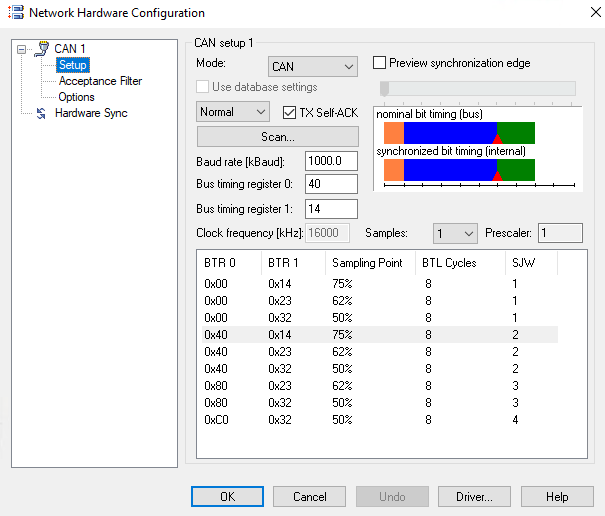 Network Hardware Configuration
CAN 1
Setup
Acceptance Filter
Options
Hardware Sync
CAN setup 1
Mode: CAN
Preview synchronization edge
Use database settings
Normal TX Self-ACK
Scan...
nominal bit timing (bus)
synchronized bit timing (internal)
Baud rate [kBaud]: 1000.0
Bus timing register 0: 40
Bus timing register 1: 14
Clock frequency [kHz]: 16000 Samples: 1 Prescaler: 1
BTR 0 BTR 1 Sampling Point BTL Cycles SJW
0x00 0x14 75% 8 1
0x00 0x23 62% 8 1
0x00 0x32 50% 8 1
0x40 0x14 75% 8 2
0x40 0x23 62% 8 2
0x40 0x32 50% 8 2
0x80 0x23 62% 8 3
0x80 0x32 50% 8 3
0xC0 0x32 50% 8 4
OK Cancel Undo Driver... Help